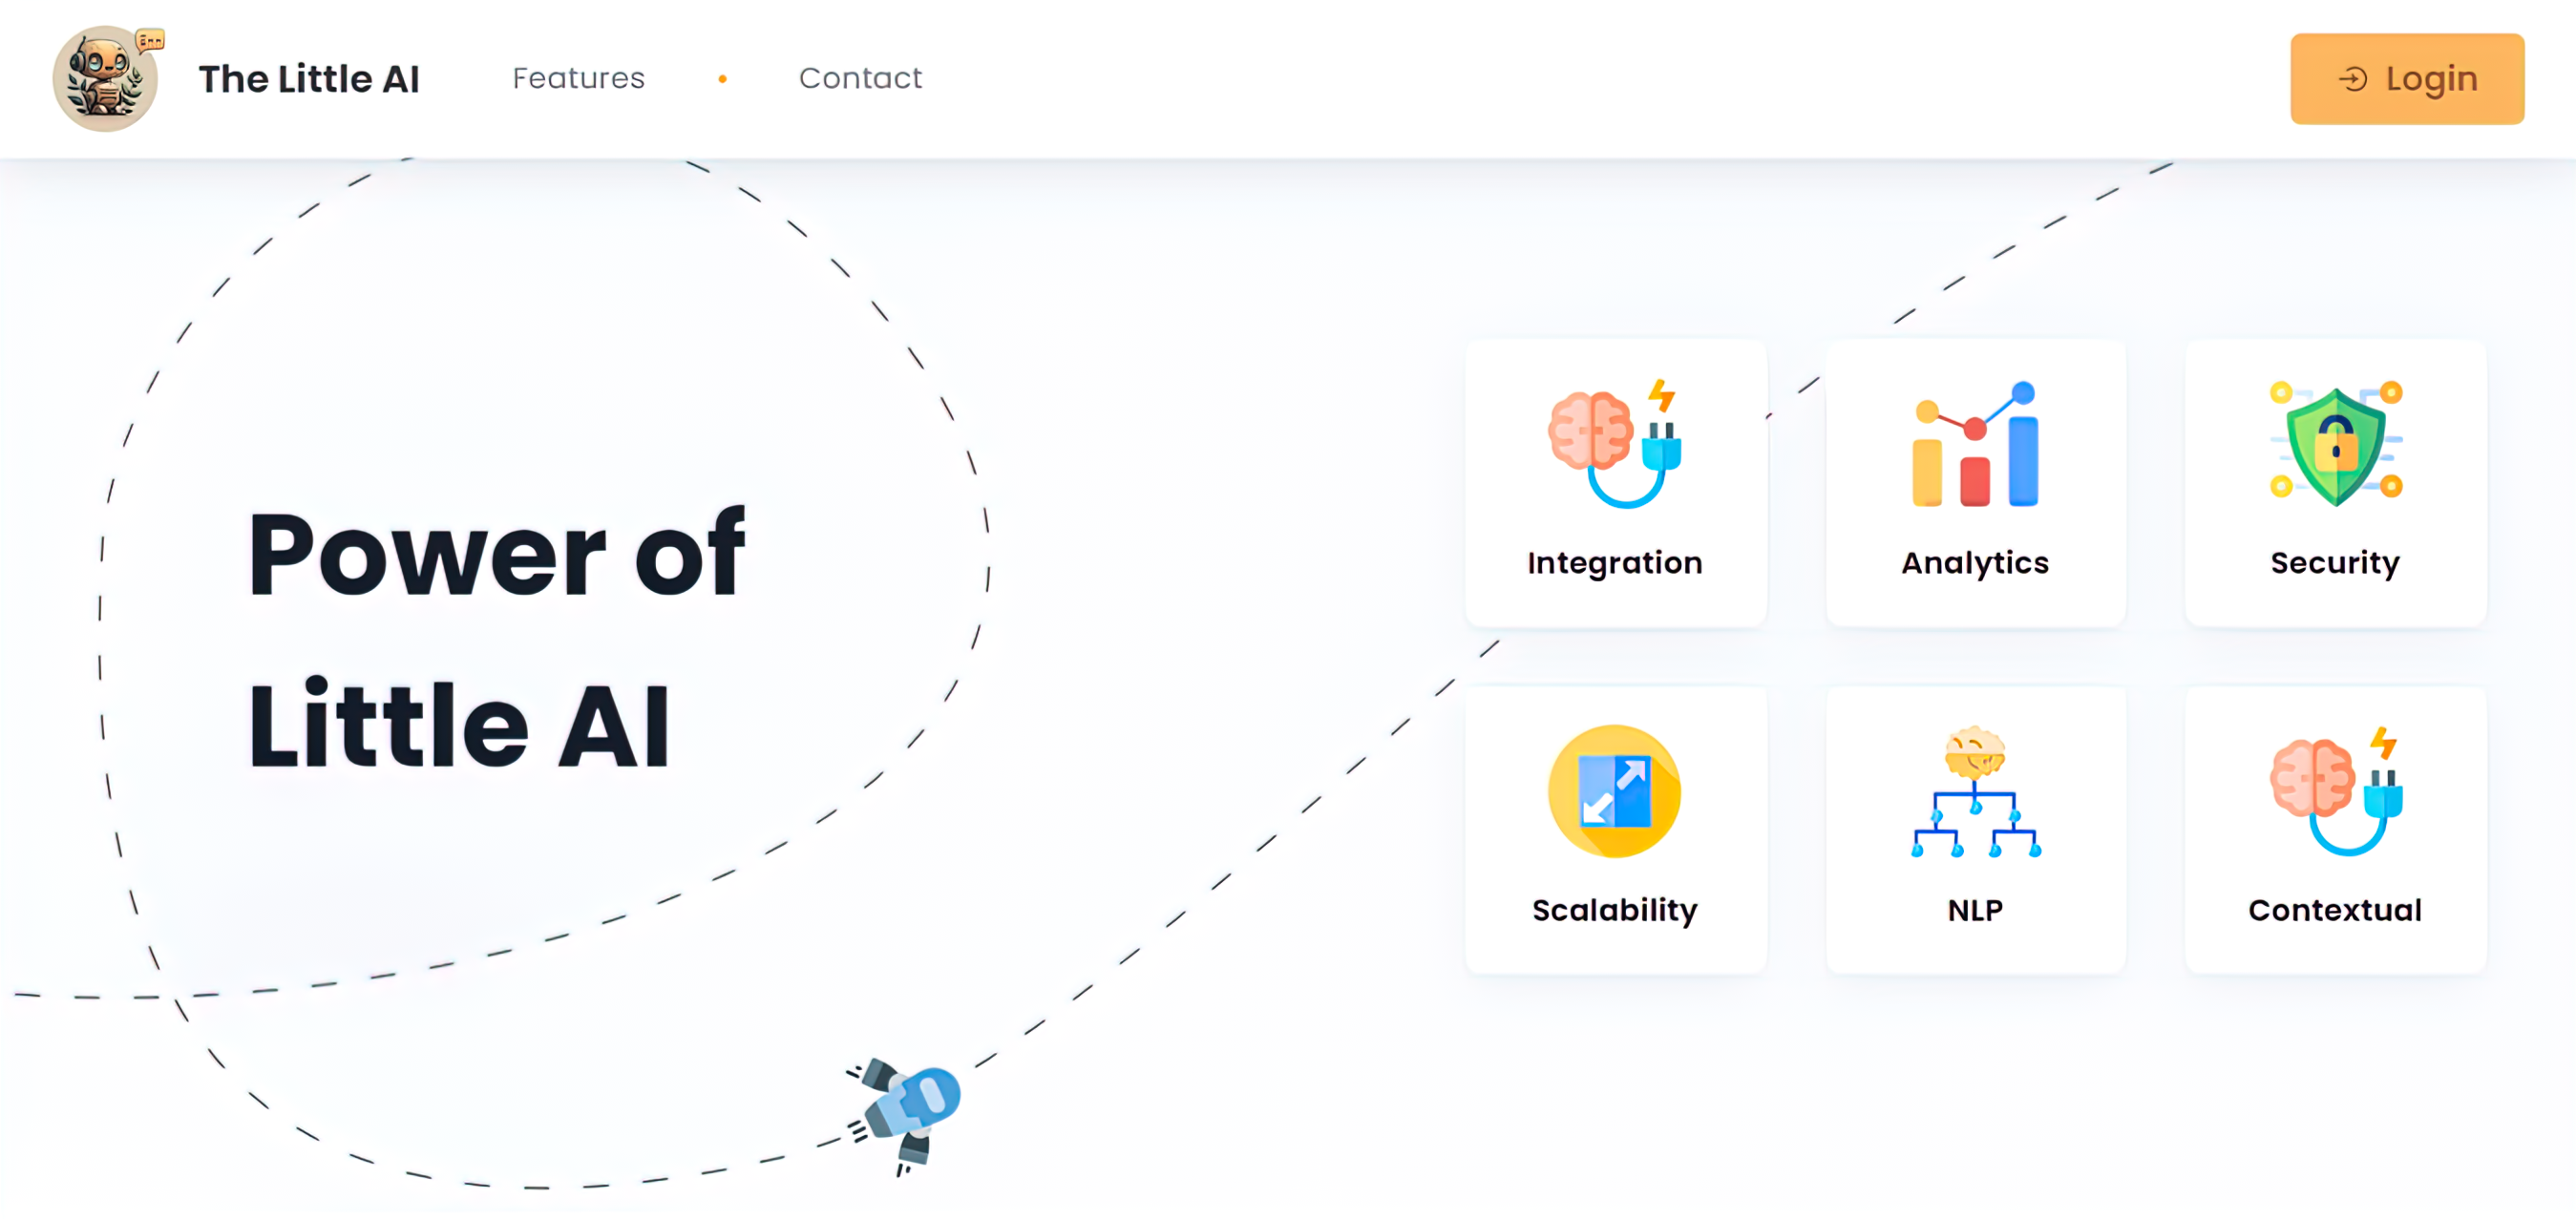 The Little AI
Features
Contact
Login
Power of
Little AI
Integration
Analytics
Security
Scalability
NLP
Contextual